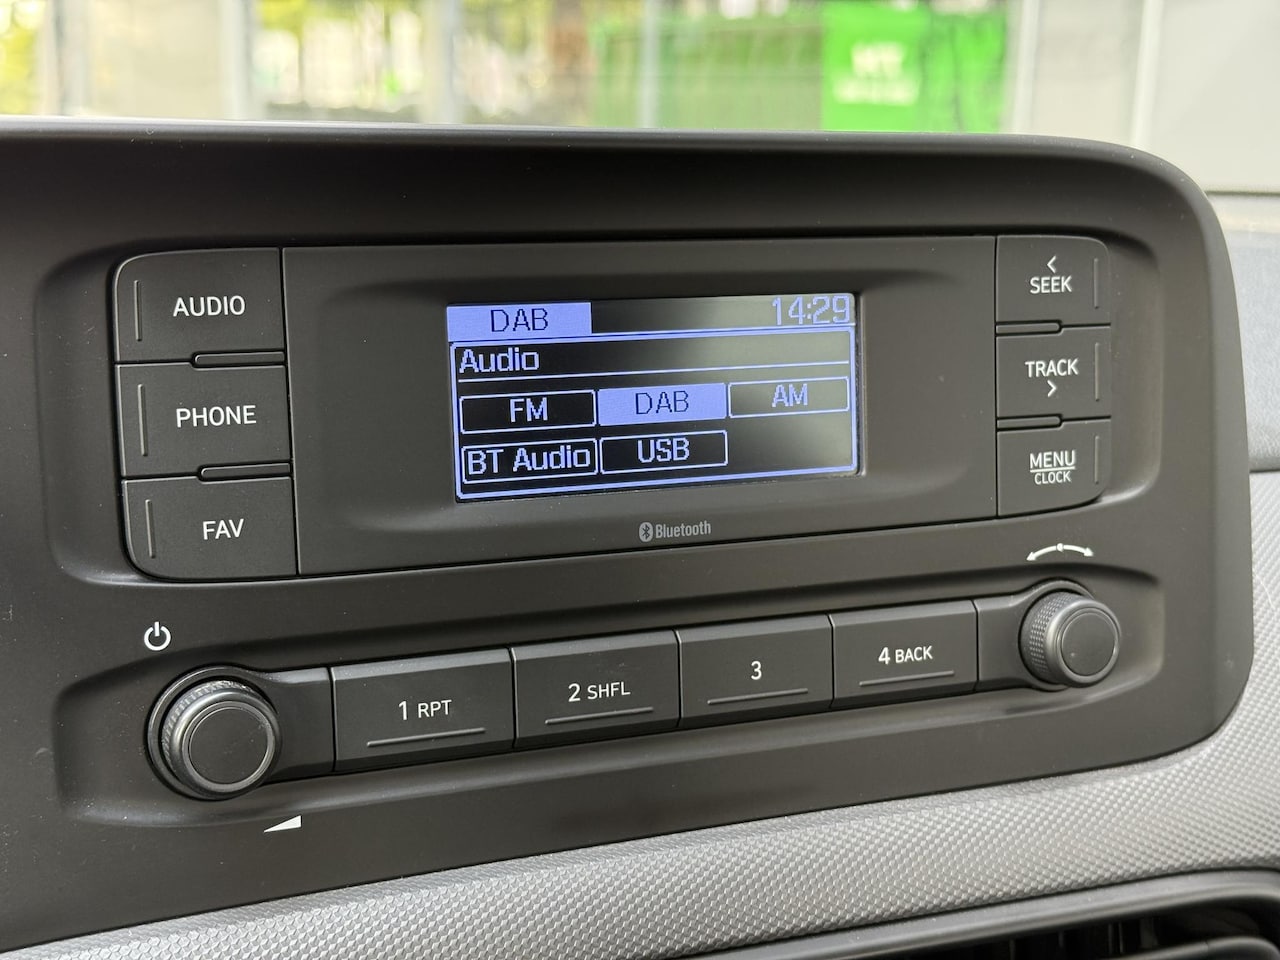 AUDIO
PHONE
FAV
DAB 14:29
Audio
FM DAB AM
BT Audio USB
Bluetooth
SEEK
TRACK
MENU
CLOCK
1 RPT
2 SHFL
3
4 BACK